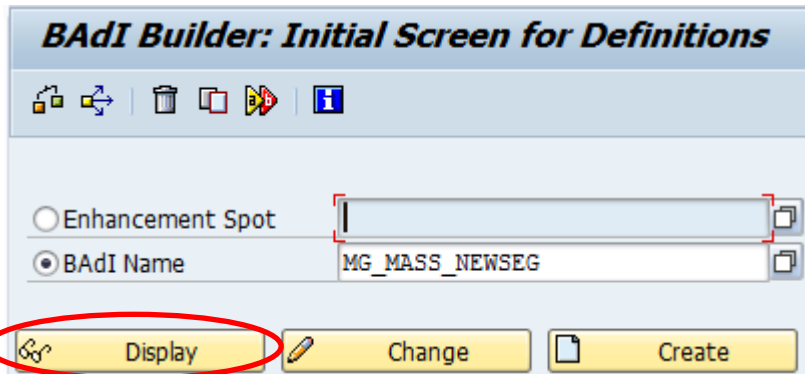 BAdI Builder: Initial Screen for Definitions
Enhancement Spot
BAdI Name MG_MASS_NEWSEG
Display Change Create